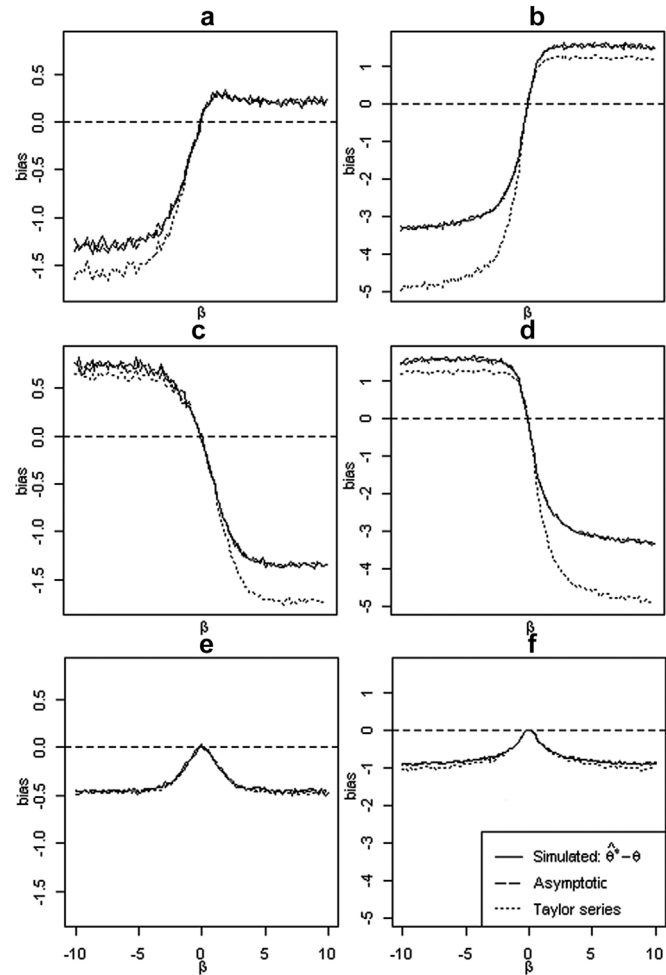 a
b
0.5
0.0
-0.5
-1.0
-1.5
bias
β
1
0
-1
-2
-3
-4
-5
bias
β
c
d
0.5
0.0
-0.5
-1.0
-1.5
bias
β
1
0
-1
-2
-3
-4
-5
bias
β
e
f
0.5
0.0
-0.5
-1.0
-1.5
bias
-10 -5 0 5 10
β
1
0
-1
-2
-3
-4
-5
bias
-10 -5 0 5 10
β
Simulated: θ̂*−θ
Asymptotic
Taylor series